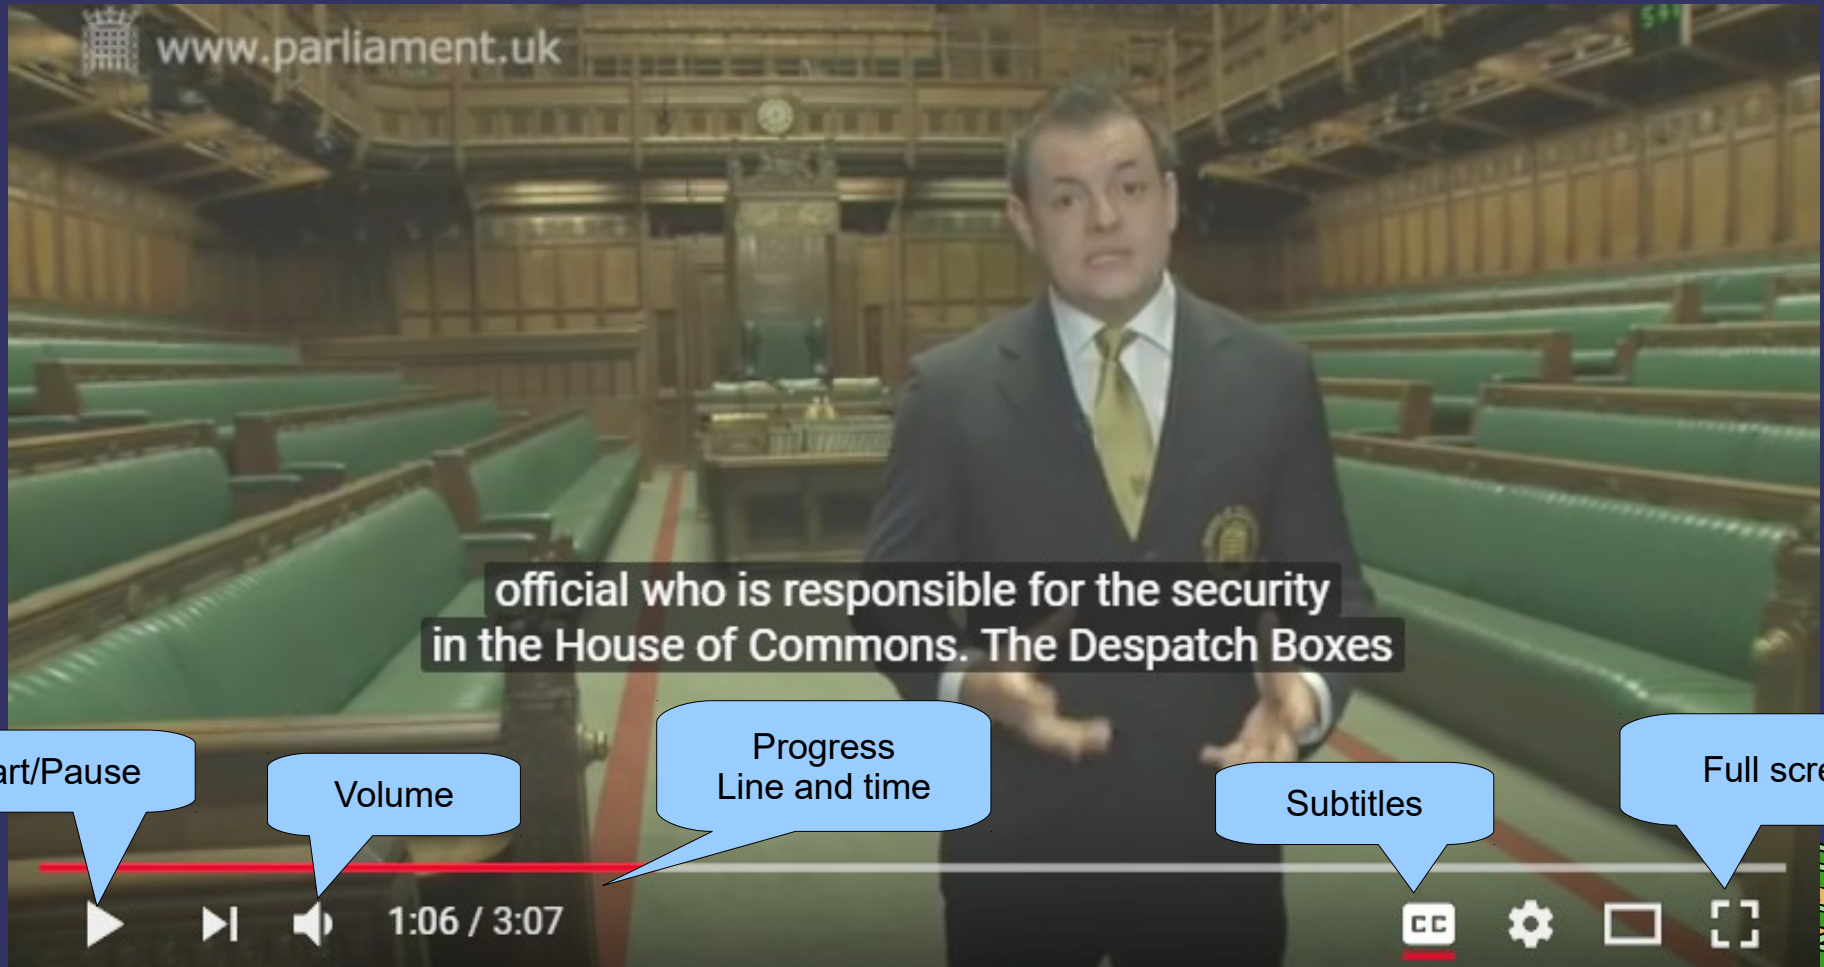 www.parliament.uk
official who is responsible for the security
in the House of Commons. The Despatch Boxes
art/Pause
Volume
Progress
Line and time
Subtitles
Full scre
1:06 / 3:07
CC